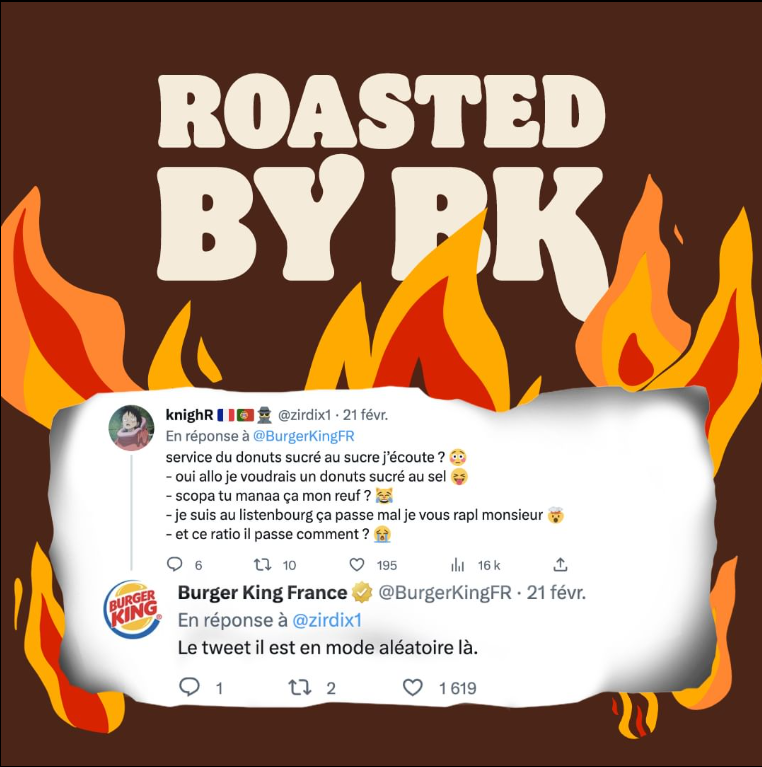 ROASTED
BY BK
knighR 🇫🇷🇵🇹🕵️ @zirdix1 · 21 févr.
En réponse à @BurgerKingFR
service du donuts sucré au sucre j'écoute ? 😳
- oui allo je voudrais un donuts sucré au sel 😝
- scopa tu manaa ça mon reuf ? 😹
- je suis au listenbourg ça passe mal je vous rapl monsieur 🤯
- et ce ratio il passe comment ? 😭
6 10 195 16 k
BURGER
KING
Burger King France @BurgerKingFR · 21 févr.
En réponse à @zirdix1
Le tweet il est en mode aléatoire là.
1 2 1 619